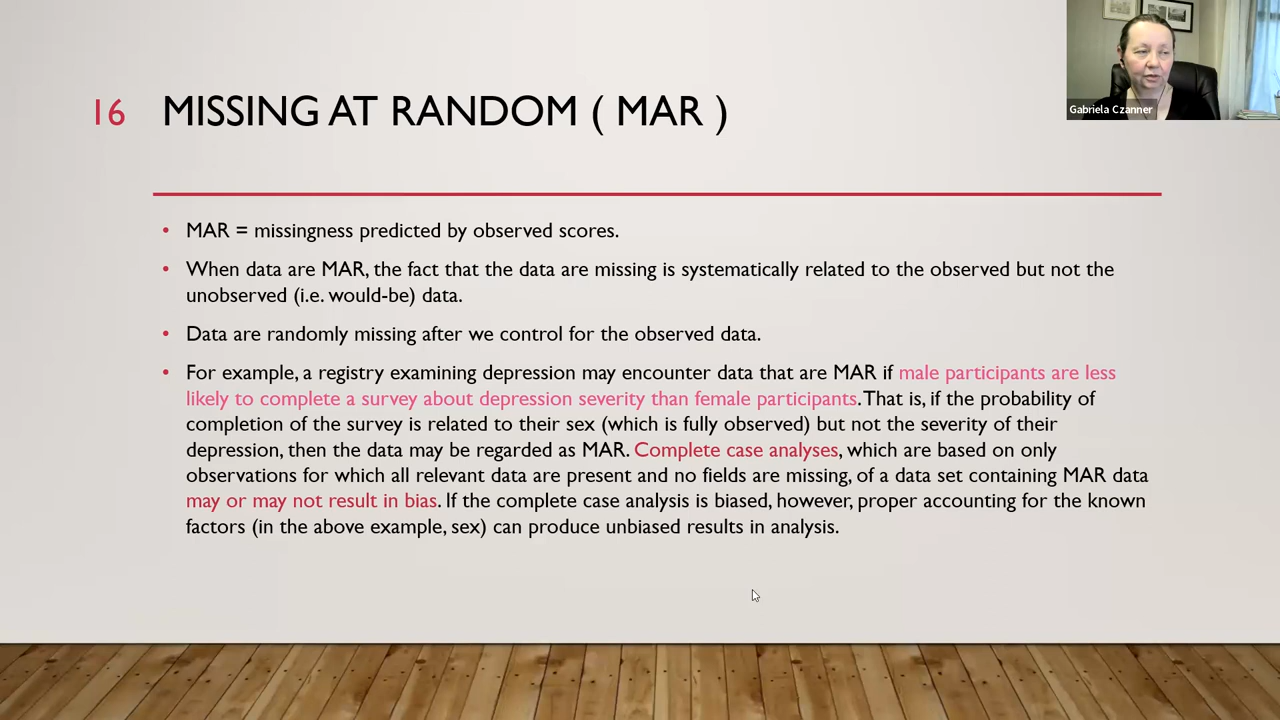 16 MISSING AT RANDOM ( MAR )
Gabriela Czanner
• MAR = missingness predicted by observed scores.
• When data are MAR, the fact that the data are missing is systematically related to the observed but not the
unobserved (i.e. would-be) data.
• Data are randomly missing after we control for the observed data.
• For example, a registry examining depression may encounter data that are MAR if male participants are less
likely to complete a survey about depression severity than female participants. That is, if the probability of
completion of the survey is related to their sex (which is fully observed) but not the severity of their
depression, then the data may be regarded as MAR. Complete case analyses, which are based on only
observations for which all relevant data are present and no fields are missing, of a data set containing MAR data
may or may not result in bias. If the complete case analysis is biased, however, proper accounting for the known
factors (in the above example, sex) can produce unbiased results in analysis.